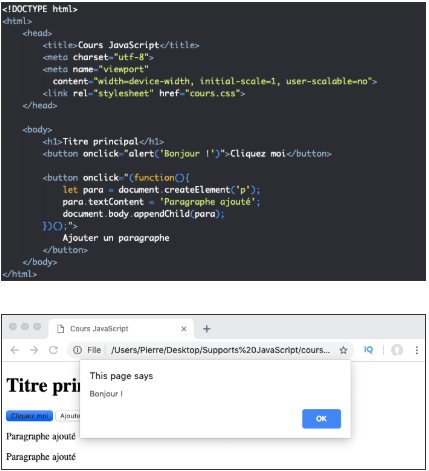 <!DOCTYPE html>
<html>
<head>
<title>Cours JavaScript</title>
<meta charset="utf-8">
<meta name="viewport"
content="width=device-width, initial-scale=1, user-scalable=no">
<link rel="stylesheet" href="cours.css">
</head>
<body>
<h1>Titre principal</h1>
<button onclick="alert('Bonjour !')">Cliquez moi</button>
<button onclick="(function(){
let para = document.createElement('p');
para.textContent = 'Paragraphe ajouté';
document.body.appendChild(para);
})();">
Ajouter un paragraphe
</button>
</body>
</html>
Cours JavaScript
File /Users/Pierre/Desktop/Supports%20JavaScript/cours...
This page says
Bonjour !
OK
Titre pri
Cliquez moi Ajoute
Paragraphe ajouté
Paragraphe ajouté